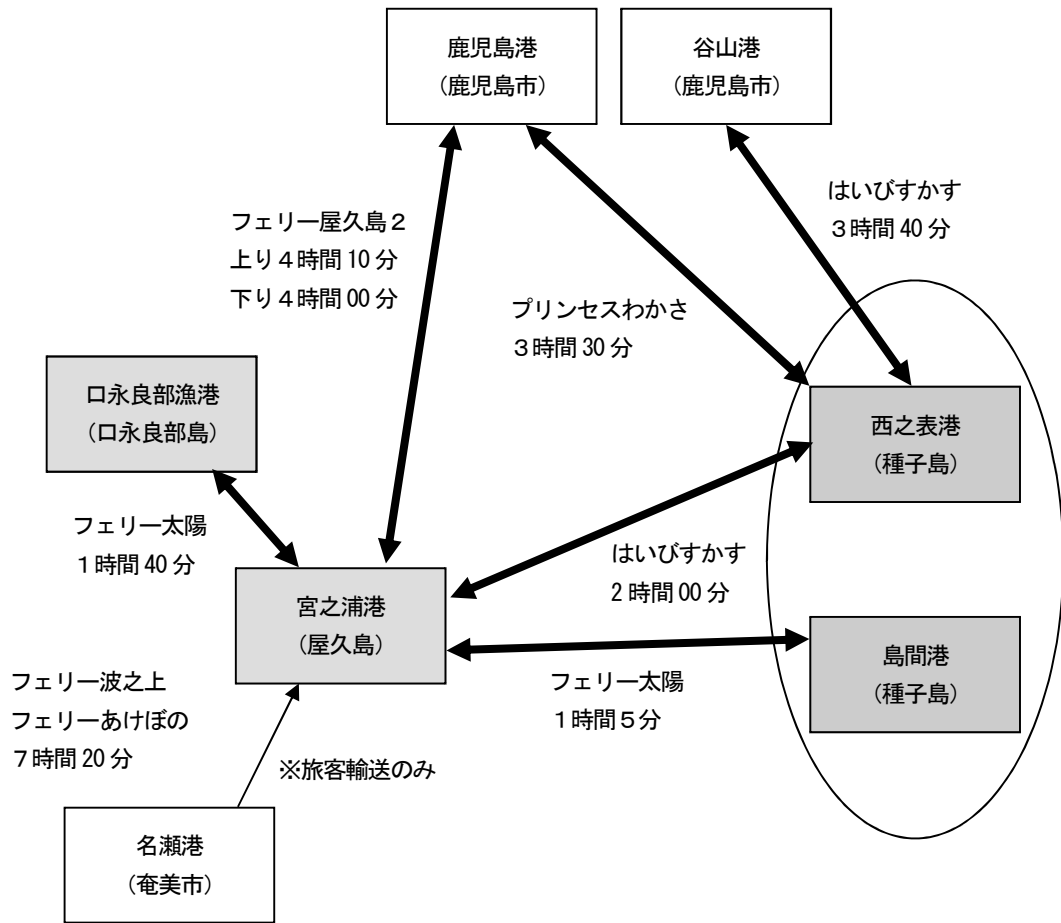 鹿児島港
（鹿児島市）
谷山港
（鹿児島市）
はいびすかす
３時間 40 分
フェリー屋久島２
上り４時間 10 分
下り４時間 00 分
プリンセスわかさ
３時間 30 分
口永良部漁港
（口永良部島）
西之表港
（種子島）
フェリー太陽
１時間 40 分
はいびすかす
2 時間 00 分
宮之浦港
（屋久島）
島間港
（種子島）
フェリー太陽
１時間５分
フェリー波之上
フェリーあけぼの
７時間 20 分
※旅客輸送のみ
名瀬港
（奄美市）